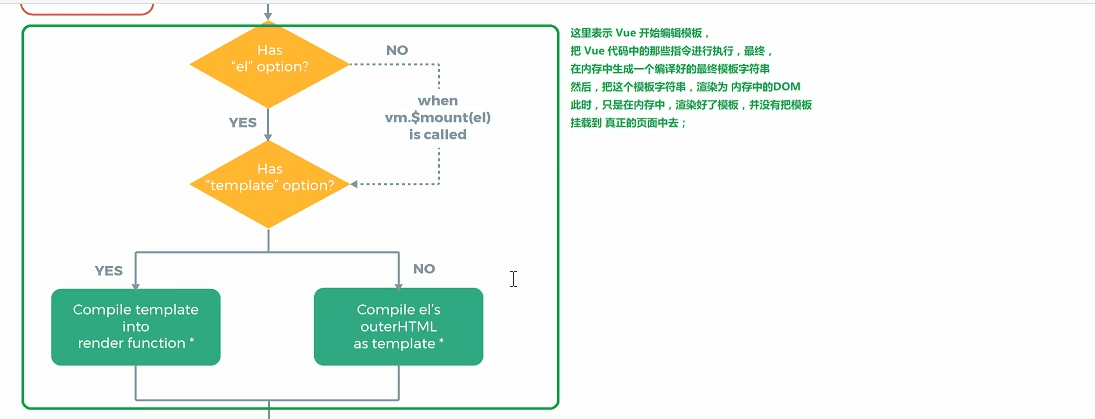 Has
“el” option?
NO
when
vm.$mount(el)
is called
YES
Has
“template” option?
YES
NO
Compile template
into
render function *
Compile el’s
outerHTML
as template *
这里表示 Vue 开始编辑模板，
把 Vue 代码中的那些指令进行执行，最终，
在内存中生成一个编译好的最终模板字符串
然后，把这个模板字符串，渲染为 内存中的DOM
此时，只是在内存中，渲染好了模板，并没有把模板
挂载到 真正的页面中去；